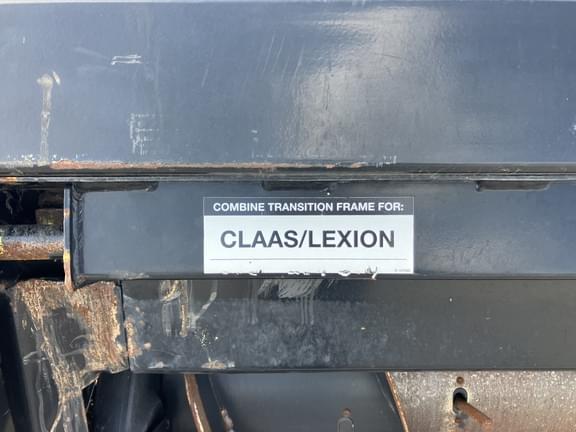 COMBINE TRANSITION FRAME FOR:
CLAAS/LEXION